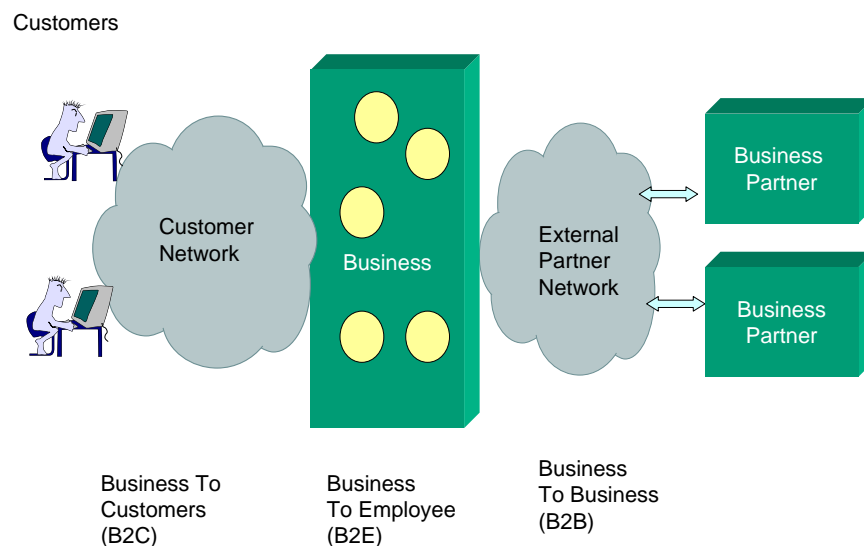 Customers
Customer
Network
Business
External
Partner
Network
Business
Partner
Business
Partner
Business To
Customers
(B2C)
Business
To Employee
(B2E)
Business
To Business
(B2B)